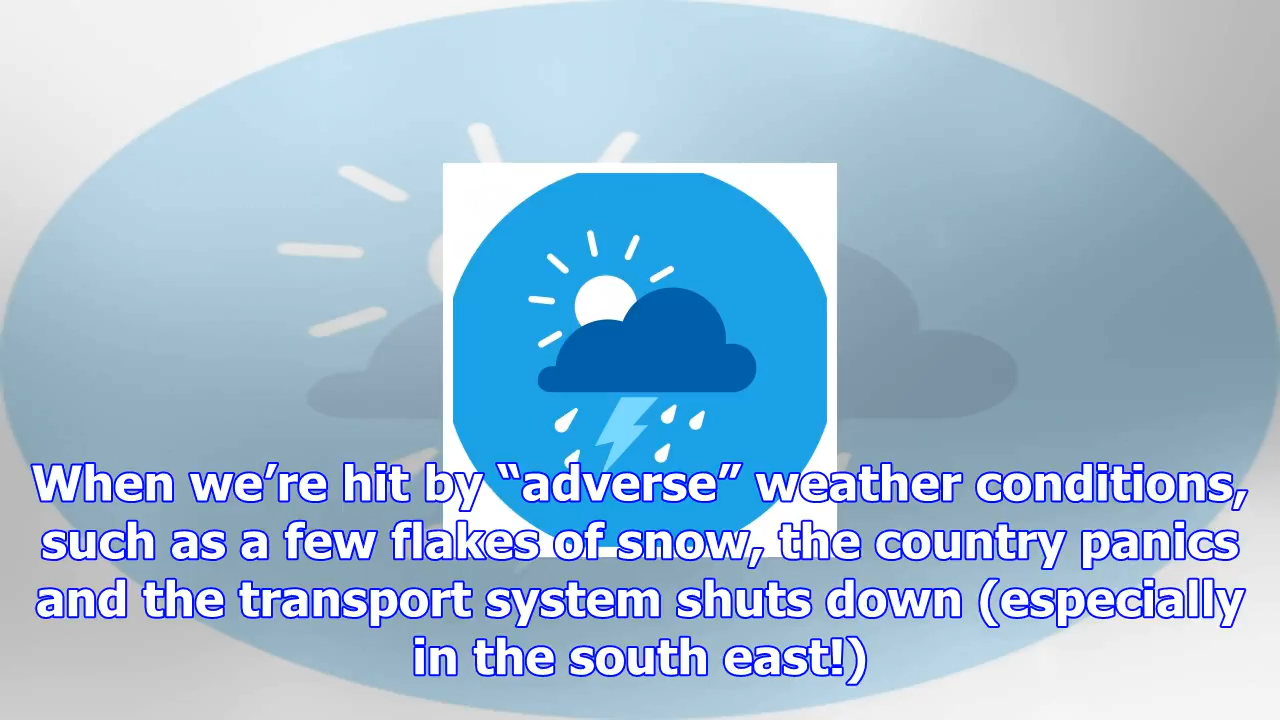 When we’re hit by “adverse” weather conditions,
such as a few flakes of snow, the country panics
and the transport system shuts down (especially
in the south east!)